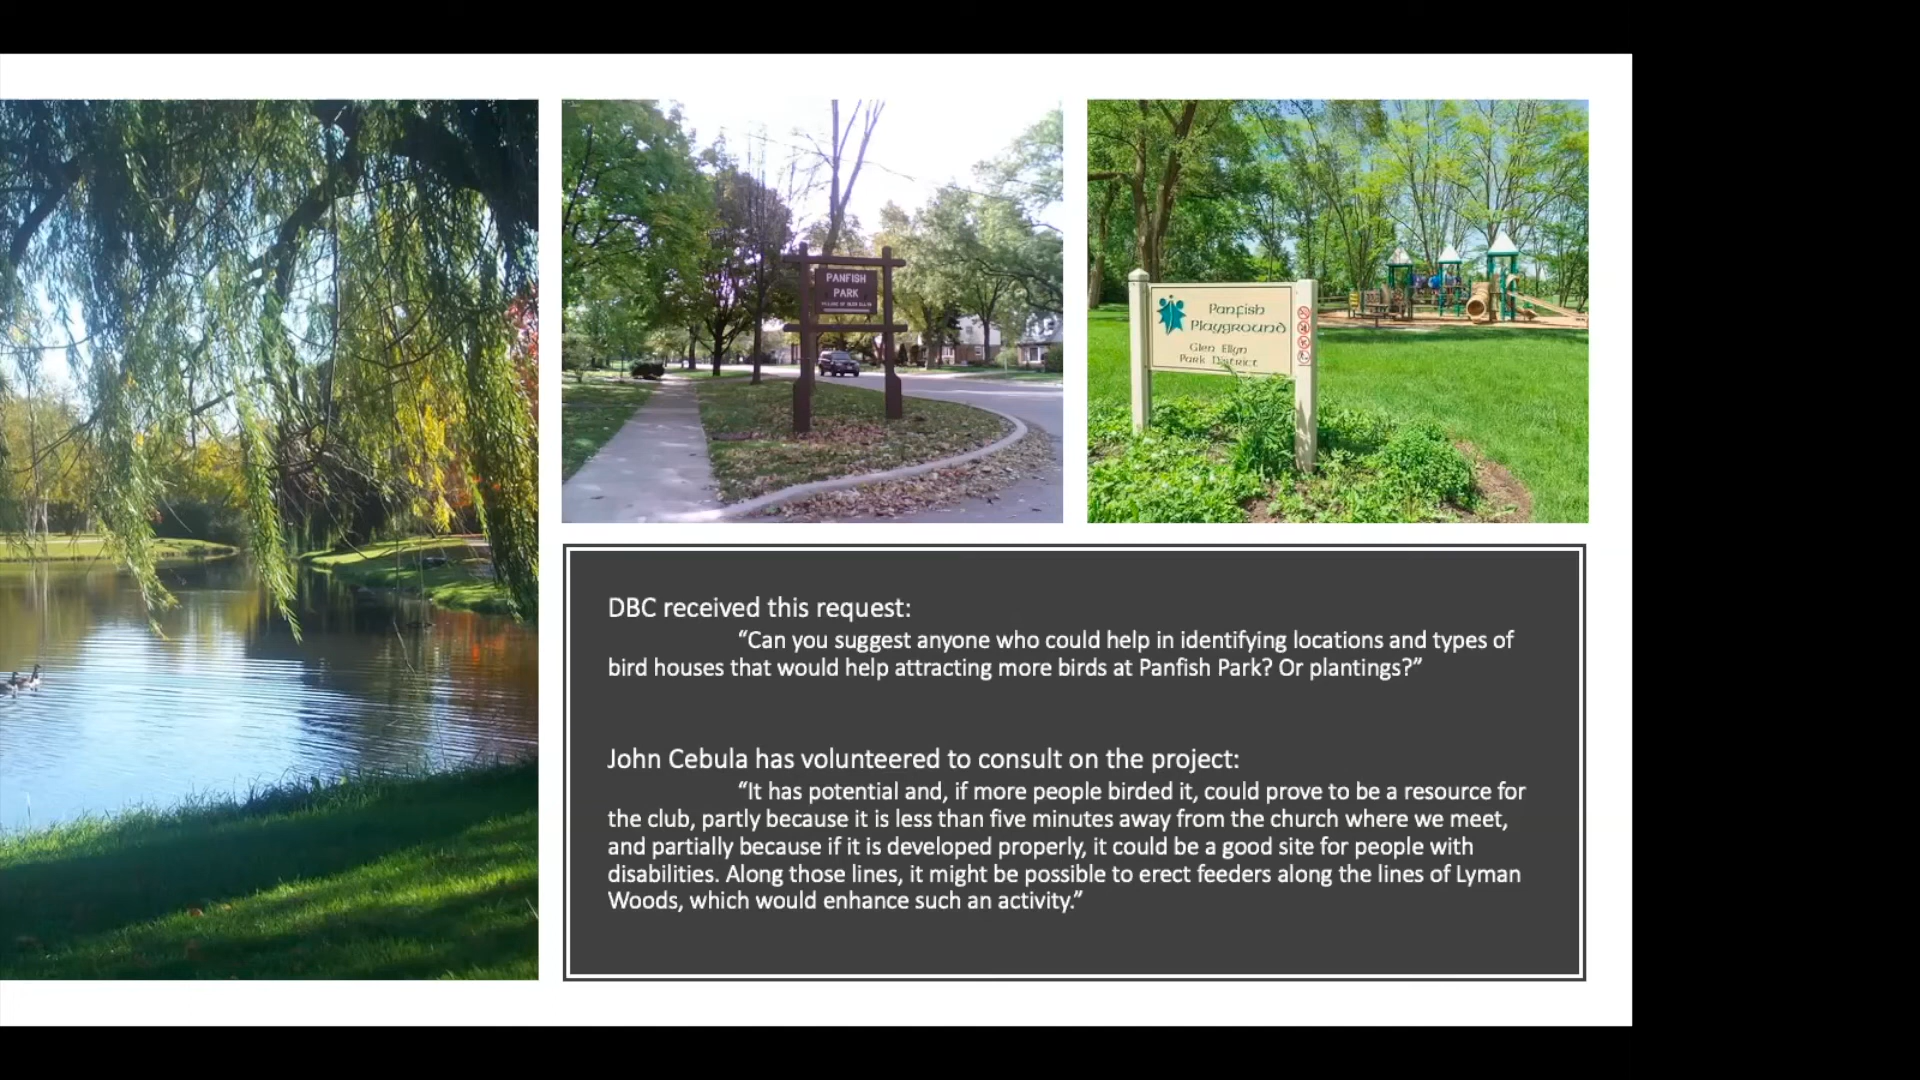 PANFISH
PARK
Panfish
Playground
Glen Ellyn
Park District
DBC received this request:
“Can you suggest anyone who could help in identifying locations and types of
bird houses that would help attracting more birds at Panfish Park? Or plantings?”
John Cebula has volunteered to consult on the project:
“It has potential and, if more people birded it, could prove to be a resource for
the club, partly because it is less than five minutes away from the church where we meet,
and partially because if it is developed properly, it could be a good site for people with
disabilities. Along those lines, it might be possible to erect feeders along the lines of Lyman
Woods, which would enhance such an activity.”